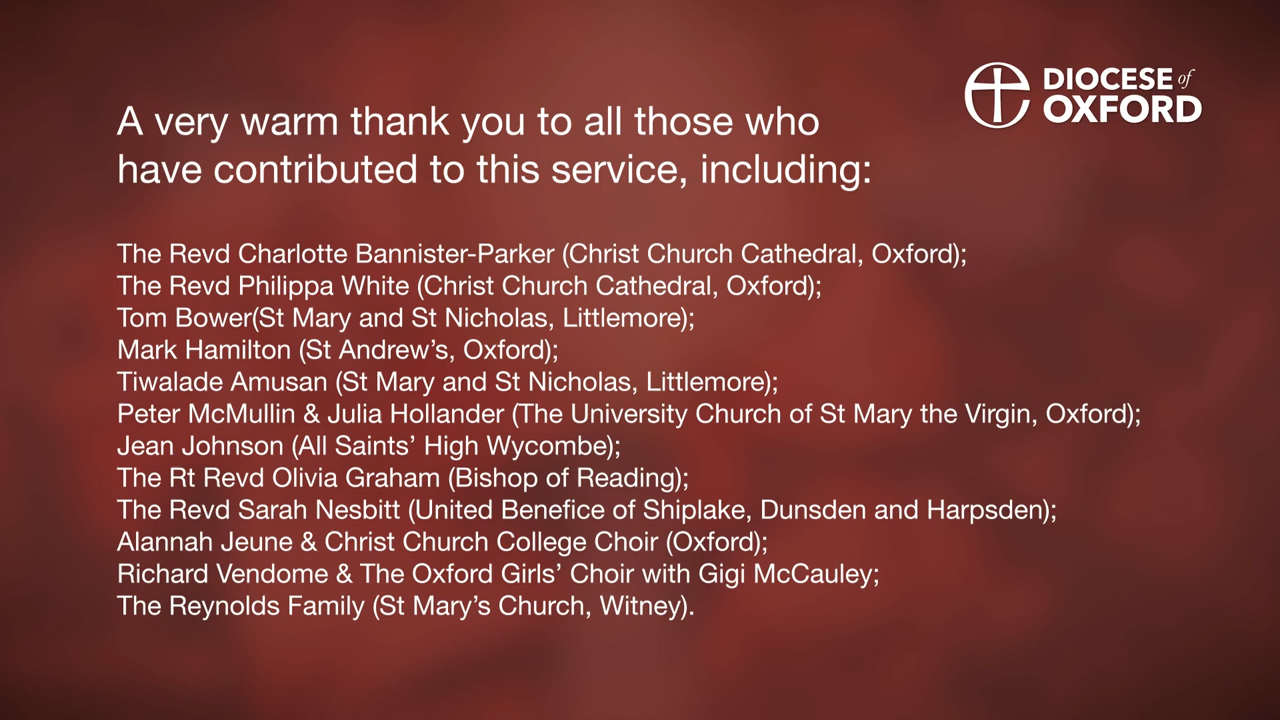 DIOCESE of
OXFORD
A very warm thank you to all those who
have contributed to this service, including:
The Revd Charlotte Bannister-Parker (Christ Church Cathedral, Oxford);
The Revd Philippa White (Christ Church Cathedral, Oxford);
Tom Bower(St Mary and St Nicholas, Littlemore);
Mark Hamilton (St Andrew’s, Oxford);
Tiwalade Amusan (St Mary and St Nicholas, Littlemore);
Peter McMullin & Julia Hollander (The University Church of St Mary the Virgin, Oxford);
Jean Johnson (All Saints’ High Wycombe);
The Rt Revd Olivia Graham (Bishop of Reading);
The Revd Sarah Nesbitt (United Benefice of Shiplake, Dunsden and Harpsden);
Alannah Jeune & Christ Church College Choir (Oxford);
Richard Vendome & The Oxford Girls’ Choir with Gigi McCauley;
The Reynolds Family (St Mary’s Church, Witney).